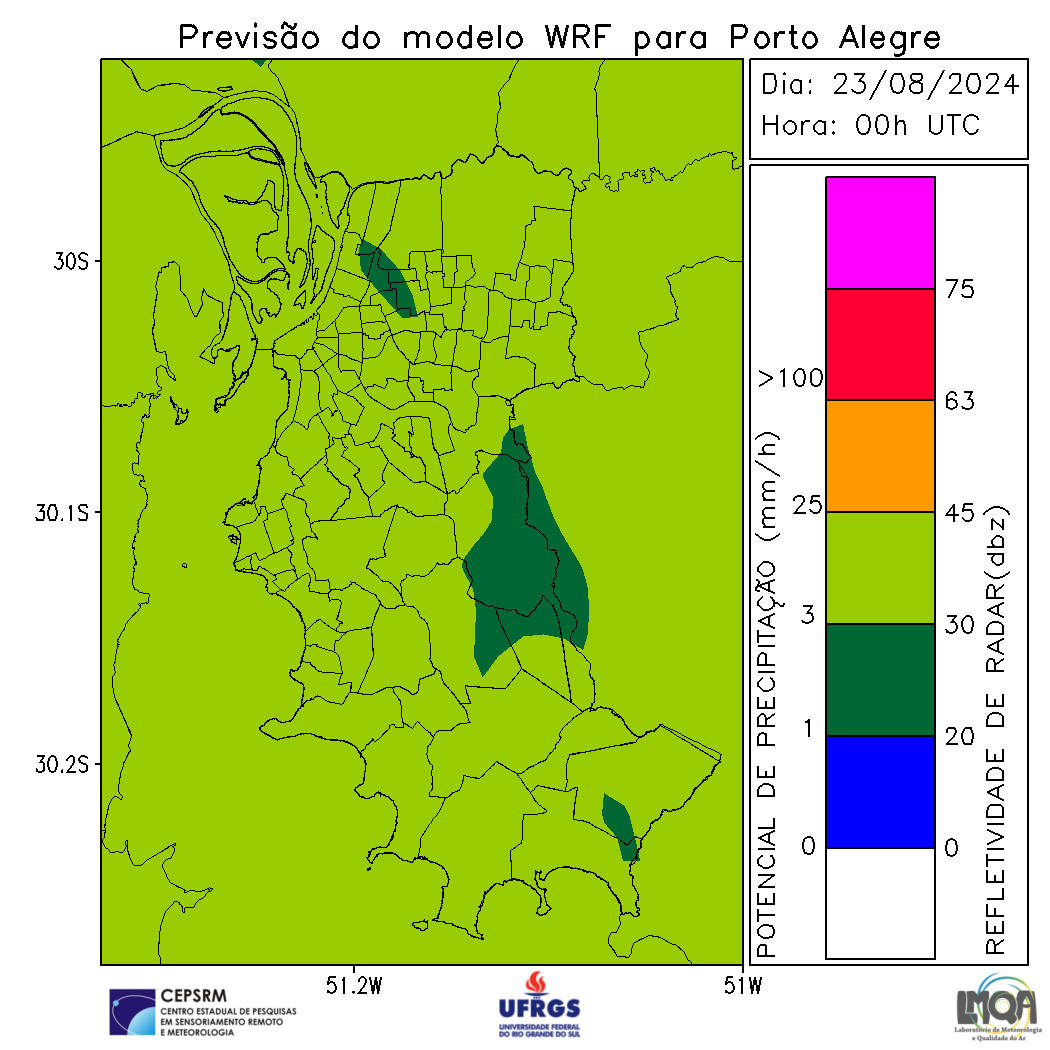 Previsão do modelo WRF para Porto Alegre
Dia: 23/08/2024
Hora: 00h UTC
30S
30.1S
30.2S
51.2W
51W
POTENCIAL DE PRECIPITAÇÃO (mm/h)
>100
25
3
1
0
75
63
45
30
20
0
REFLETIVIDADE DE RADAR(dbz)
CEPSRM
CENTRO ESTADUAL DE PESQUISAS
EM SENSORIAMENTO REMOTO
E METEOROLOGIA
UFRGS
UNIVERSIDADE FEDERAL
DO RIO GRANDE DO SUL
LMQA
Laboratório de Meteorologia
e Qualidade do Ar